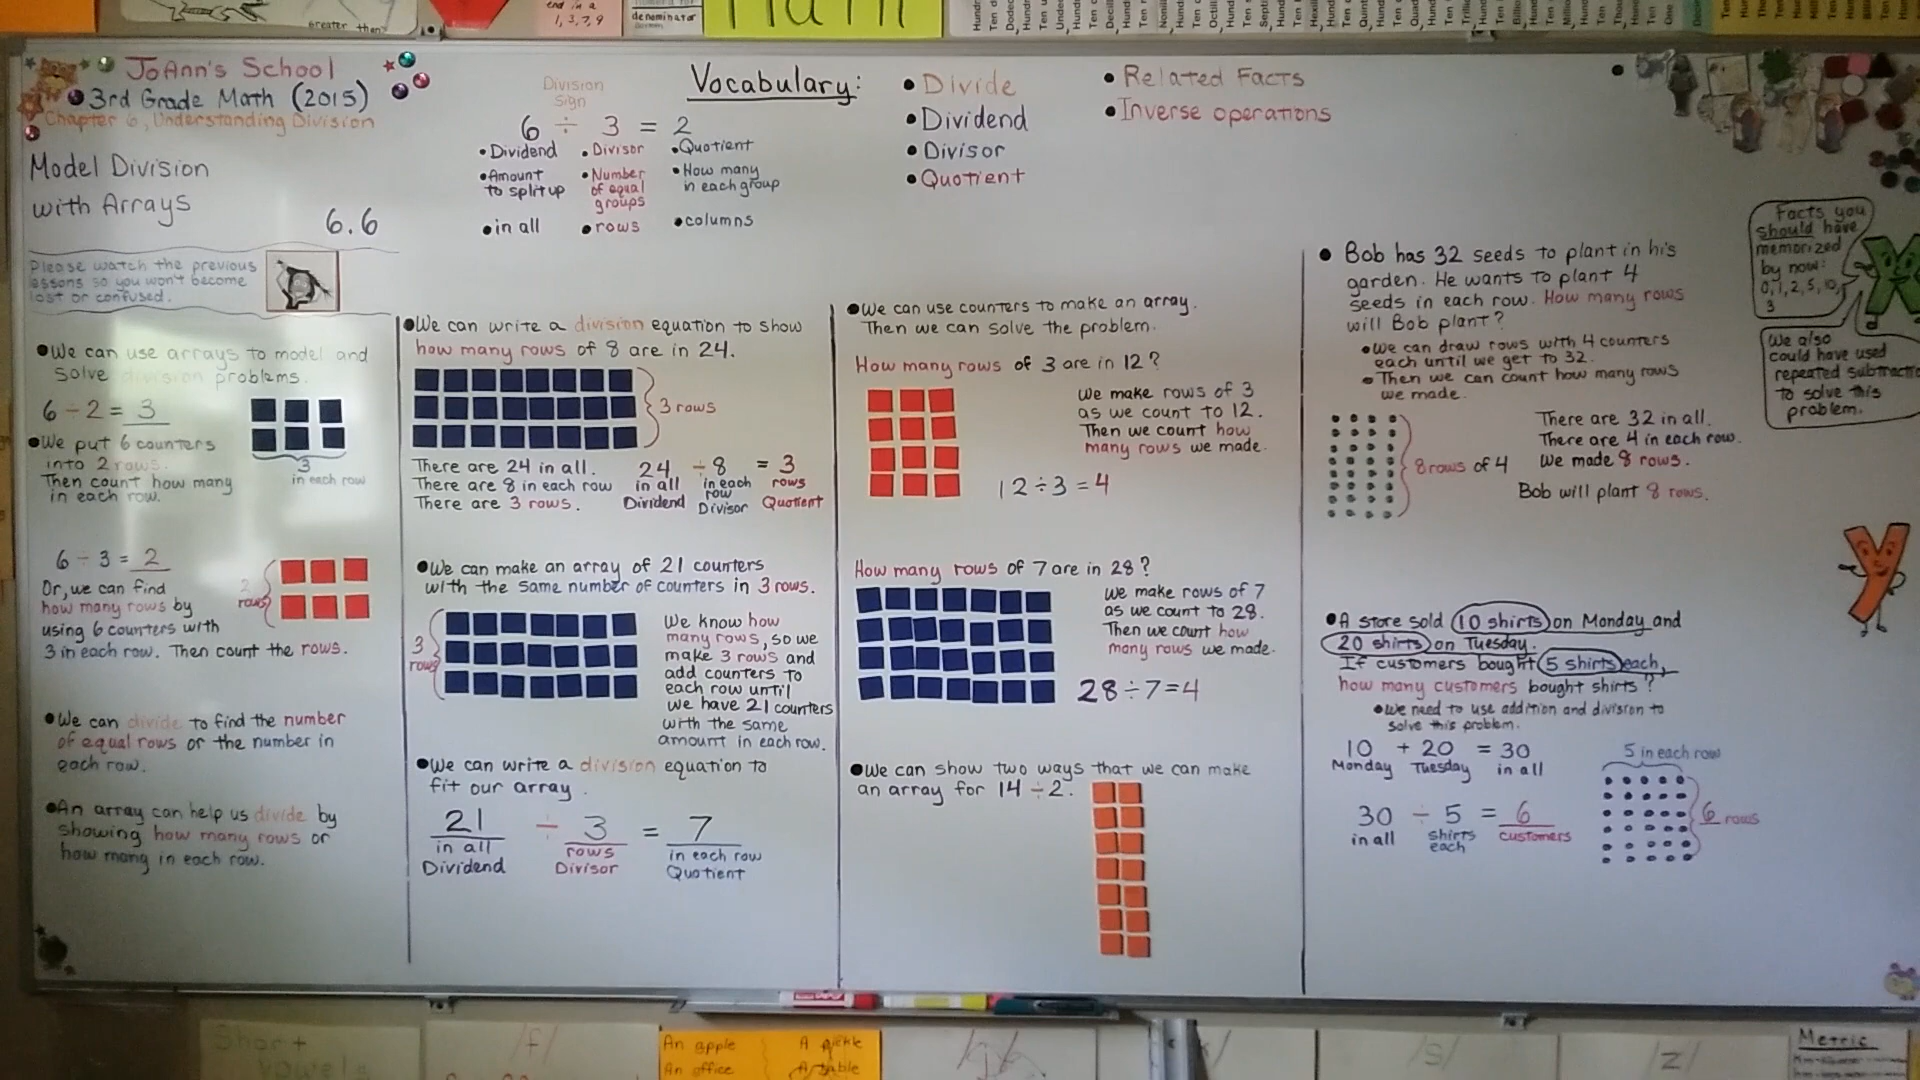 greater than
end in a
1, 3, 7, 9
denominator
Math
JoAnn's School
3rd Grade Math (2015)
Chapter 6, Understanding Division
Model Division
with Arrays
6.6
Please watch the previous
lessons so you won't become
lost or confused.
Division
Sign
6 ÷ 3 = 2
•Dividend •Divisor •Quotient
•Amount
to split up
•Number
of equal
groups
•How many
in each group
•in all •rows •columns
Vocabulary:
•Divide
•Dividend
•Divisor
•Quotient
•Related Facts
•Inverse operations
•We can use arrays to model and
solve division problems.
6 ÷ 2 = 3
•We put 6 counters
into 2 rows.
Then count how many
in each row.
3
in each row
6 ÷ 3 = 2
Or, we can find
how many rows by
using 6 counters with
3 in each row. Then count the rows.
2
rows
•We can divide to find the number
of equal rows or the number in
each row.
•An array can help us divide by
showing how many rows or
how many in each row.
•We can write a division equation to show
how many rows of 8 are in 24.
3 rows
There are 24 in all.
There are 8 in each row
There are 3 rows.
24 ÷ 8 = 3
in all in each row rows
Dividend Divisor Quotient
•We can make an array of 21 counters
with the same number of counters in 3 rows.
3
rows
We know how
many rows, so we
make 3 rows and
add counters to
each row until
we have 21 counters
with the same
amount in each row.
•We can write a division equation to
fit our array.
21 ÷ 3 = 7
in all rows in each row
Dividend Divisor Quotient
•We can use counters to make an array.
Then we can solve the problem.
How many rows of 3 are in 12?
We make rows of 3
as we count to 12.
Then we count how
many rows we made.
12 ÷ 3 = 4
How many rows of 7 are in 28?
We make rows of 7
as we count to 28.
Then we count how
many rows we made.
28 ÷ 7 = 4
•We can show two ways that we can make
an array for 14 ÷ 2.
•Bob has 32 seeds to plant in his
garden. He wants to plant 4
seeds in each row. How many rows
will Bob plant?
•We can draw rows with 4 counters
each until we get to 32.
•Then we can count how many rows
we made.
8 rows of 4
There are 32 in all.
There are 4 in each row.
We made 8 rows.
Bob will plant 8 rows.
•A store sold 10 shirts on Monday and
20 shirts on Tuesday.
If customers bought 5 shirts each,
how many customers bought shirts?
•We need to use addition and division to
solve this problem.
10 + 20 = 30
Monday Tuesday in all
30 ÷ 5 = 6
in all shirts each customers
5 in each row
6 rows
Facts you
should have
memorized
by now:
0, 1, 2, 5, 10,
3
We also
could have used
repeated
to solve this
problem.
Short
Vowels
An apple A pickle
An office A table
/s/
/z/
Metric